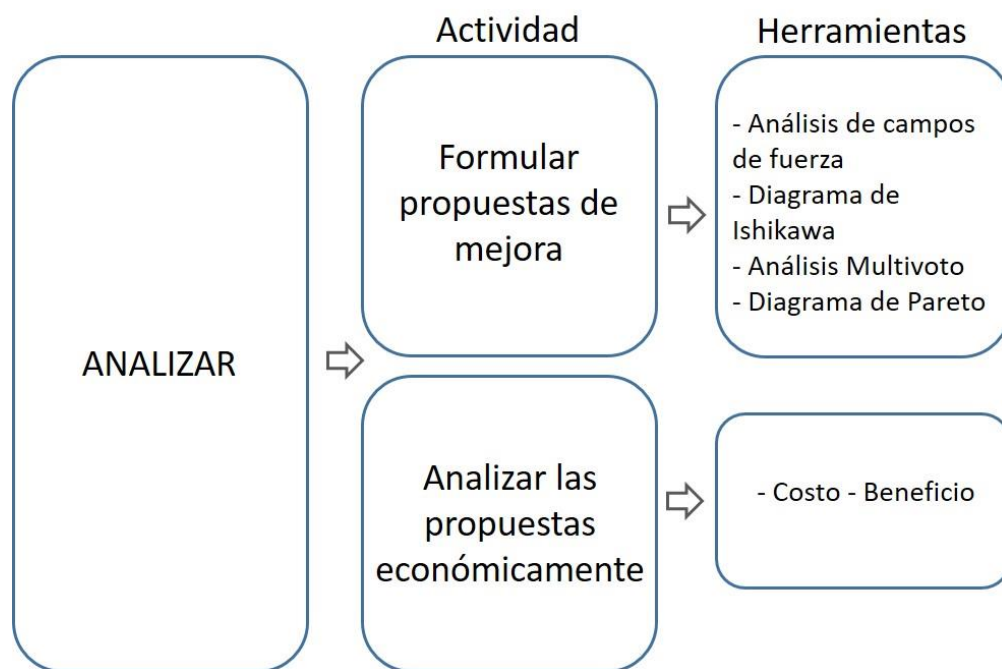 Actividad
Herramientas
ANALIZAR
Formular
propuestas de
mejora
- Análisis de campos
de fuerza
- Diagrama de
Ishikawa
- Análisis Multivoto
- Diagrama de Pareto
Analizar las
propuestas
económicamente
- Costo - Beneficio